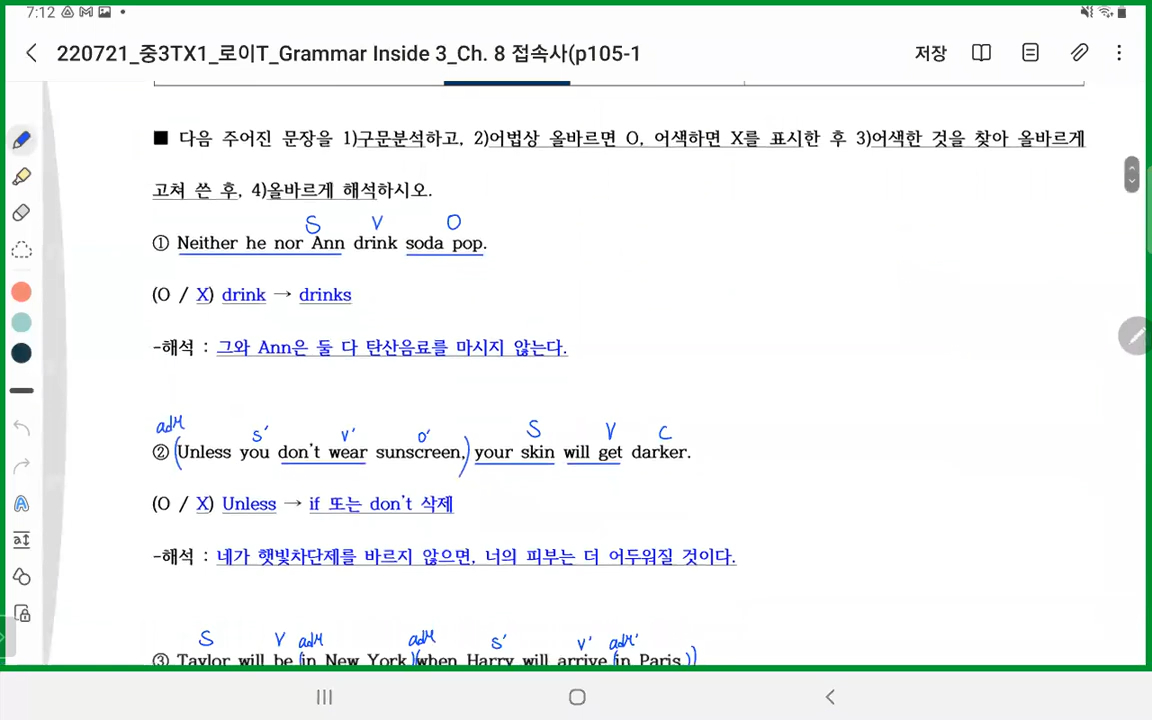 7:12
220721_중3TX1_로이T_Grammar Inside 3_Ch. 8 접속사(p105-1
저장
■ 다음 주어진 문장을 1)구문분석하고, 2)어법상 올바르면 O, 어색하면 X를 표시한 후 3)어색한 것을 찾아 올바르게
고쳐 쓴 후, 4)올바르게 해석하시오.
S V O
① Neither he nor Ann drink soda pop.
(O / X) drink → drinks
-해석 : 그와 Ann은 둘 다 탄산음료를 마시지 않는다.
S' V' O' S V C
② (Unless you don't wear sunscreen,) your skin will get darker.
(O / X) Unless → if 또는 don't 삭제
-해석 : 네가 햇빛차단제를 바르지 않으면, 너의 피부는 더 어두워질 것이다.
S V S' V'
③ Taylor will be (in New York)(when Harry will arrive (in Paris.))